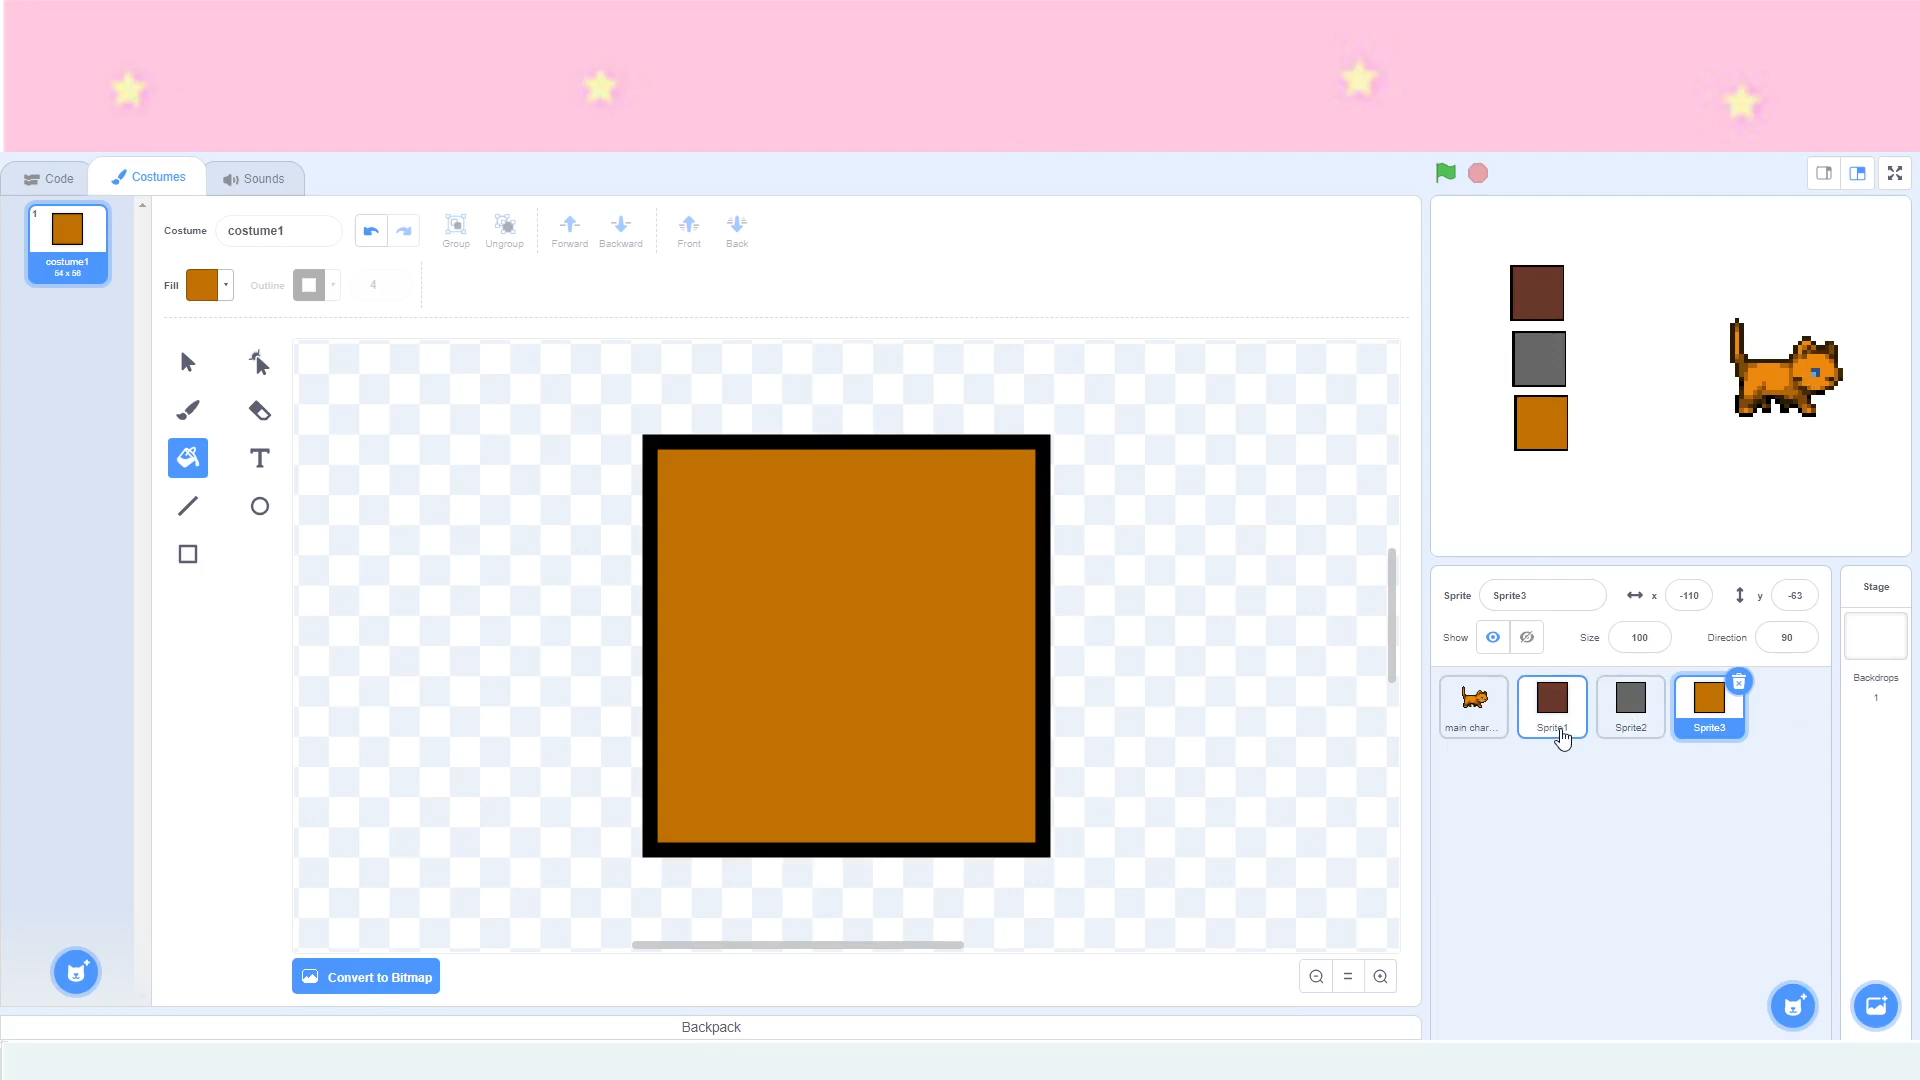 Code
Costumes
Sounds
1
costume1
54 x 56
Costume
costume1
Group
Ungroup
Forward
Backward
Front
Back
Fill
Outline
4
T
Convert to Bitmap
Backpack
Sprite
Sprite3
x
-110
y
-63
Show
Size
100
Direction
90
main char...
Sprite1
Sprite2
Sprite3
Stage
Backdrops
1